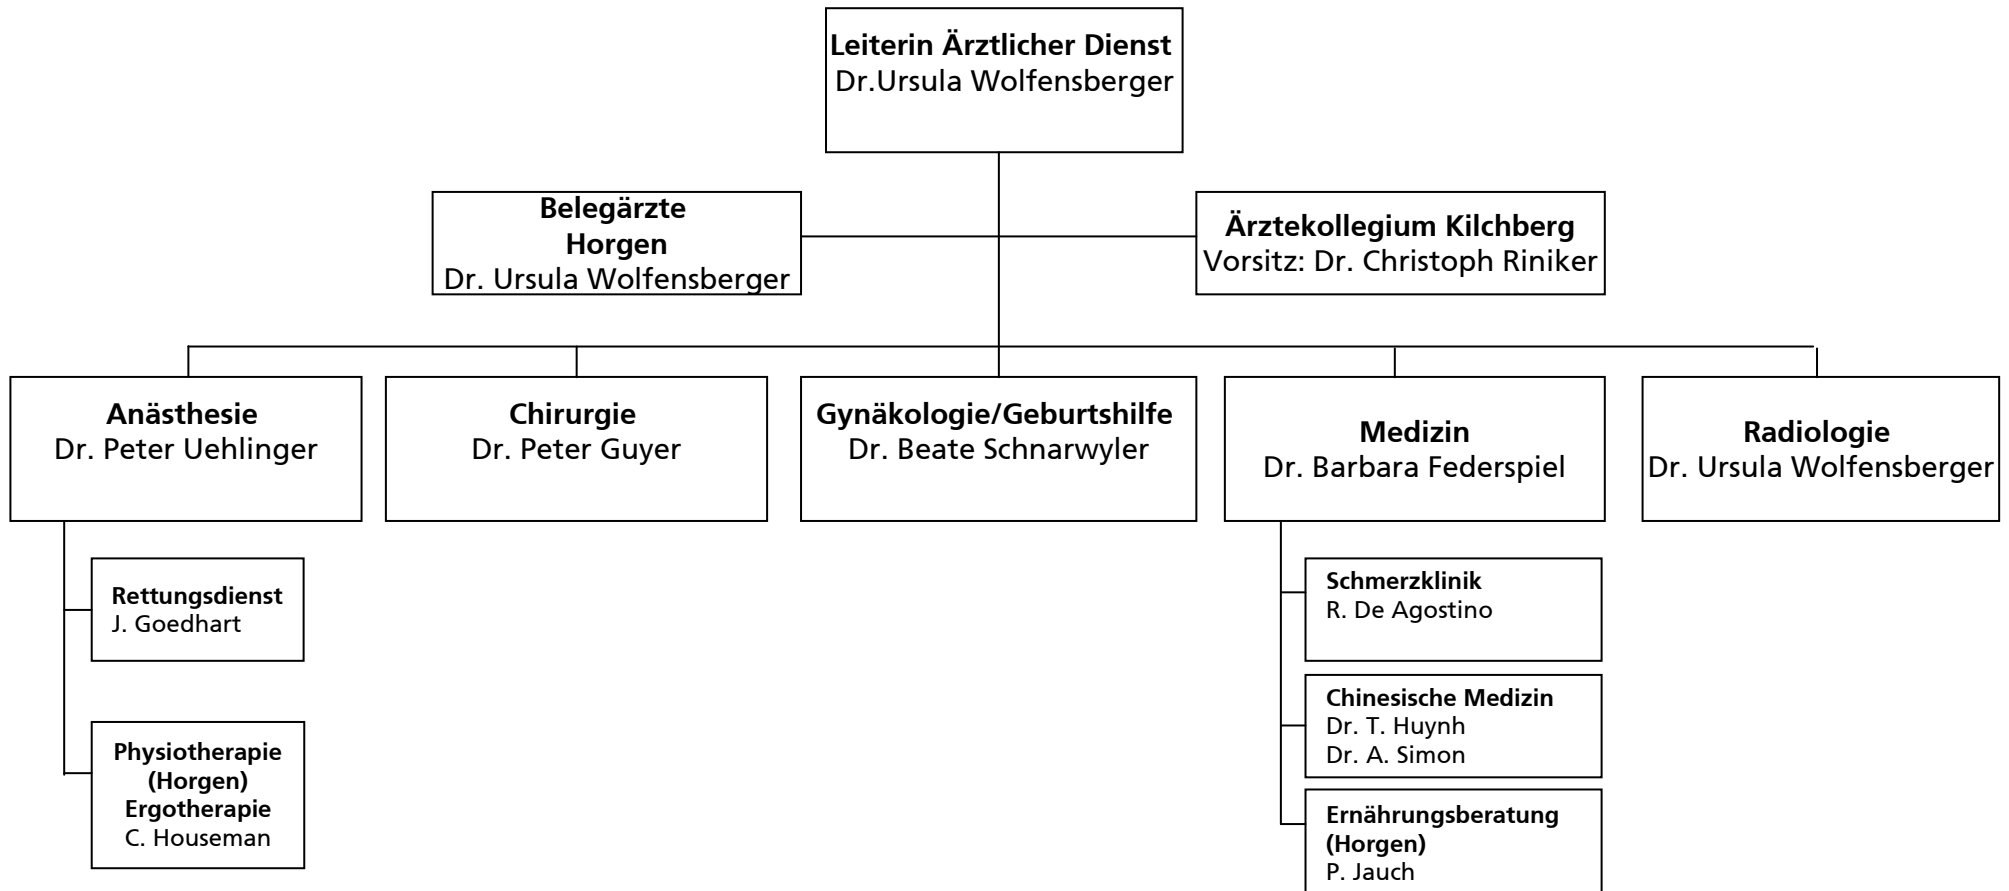 Leiterin Ärztlicher Dienst
Dr.Ursula Wolfensberger
Belegärzte
Horgen
Dr. Ursula Wolfensberger
Ärztekollegium Kilchberg
Vorsitz: Dr. Christoph Riniker
Anästhesie
Dr. Peter Uehlinger
Chirurgie
Dr. Peter Guyer
Gynäkologie/Geburtshilfe
Dr. Beate Schnarwyler
Medizin
Dr. Barbara Federspiel
Radiologie
Dr. Ursula Wolfensberger
Rettungsdienst
J. Goedhart
Physiotherapie
(Horgen)
Ergotherapie
C. Houseman
Schmerzklinik
R. De Agostino
Chinesische Medizin
Dr. T. Huynh
Dr. A. Simon
Ernährungsberatung
(Horgen)
P. Jauch